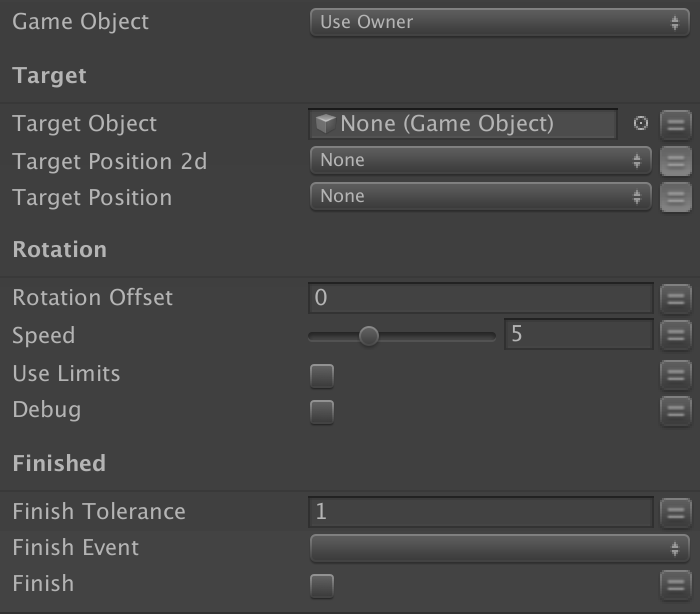 Game Object Use Owner
Target
Target Object None (Game Object)
Target Position 2d None
Target Position None
Rotation
Rotation Offset 0
Speed 5
Use Limits
Debug
Finished
Finish Tolerance 1
Finish Event
Finish